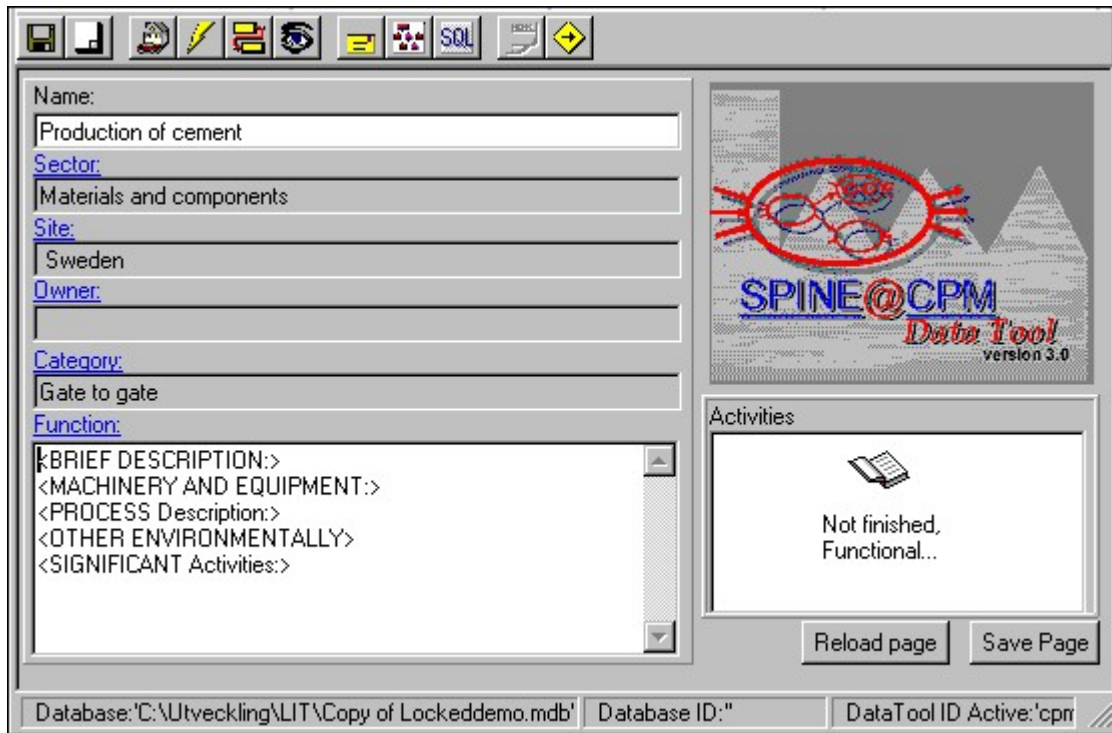 SQL
Name:
Production of cement
Sector:
Materials and components
Site:
Sweden
Owner:
Category:
Gate to gate
Function:
<BRIEF DESCRIPTION:>
<MACHINERY AND EQUIPMENT:>
<PROCESS Description:>
<OTHER ENVIRONMENTALLY>
<SIGNIFICANT Activities:>
SPINE@CPM
Data Tool
version 3.0
Activities
Not finished,
Functional...
Reload page
Save Page
Database:'C:\Utveckling\LIT\Copy of Lockeddemo.mdb'
Database ID:''
DataTool ID Active:'cpm